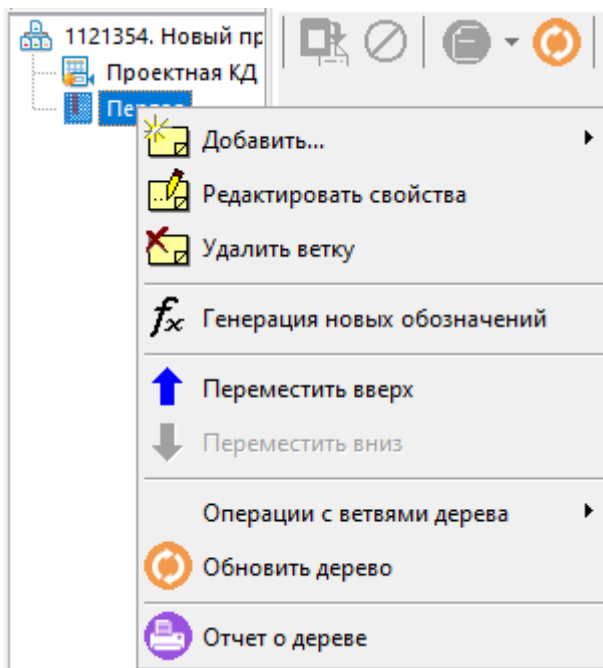 1121354. Новый пр
Проектная КД
Добавить...
Редактировать свойства
Удалить ветку
Генерация новых обозначений
Переместить вверх
Переместить вниз
Операции с ветвями дерева
Обновить дерево
Отчет о дереве